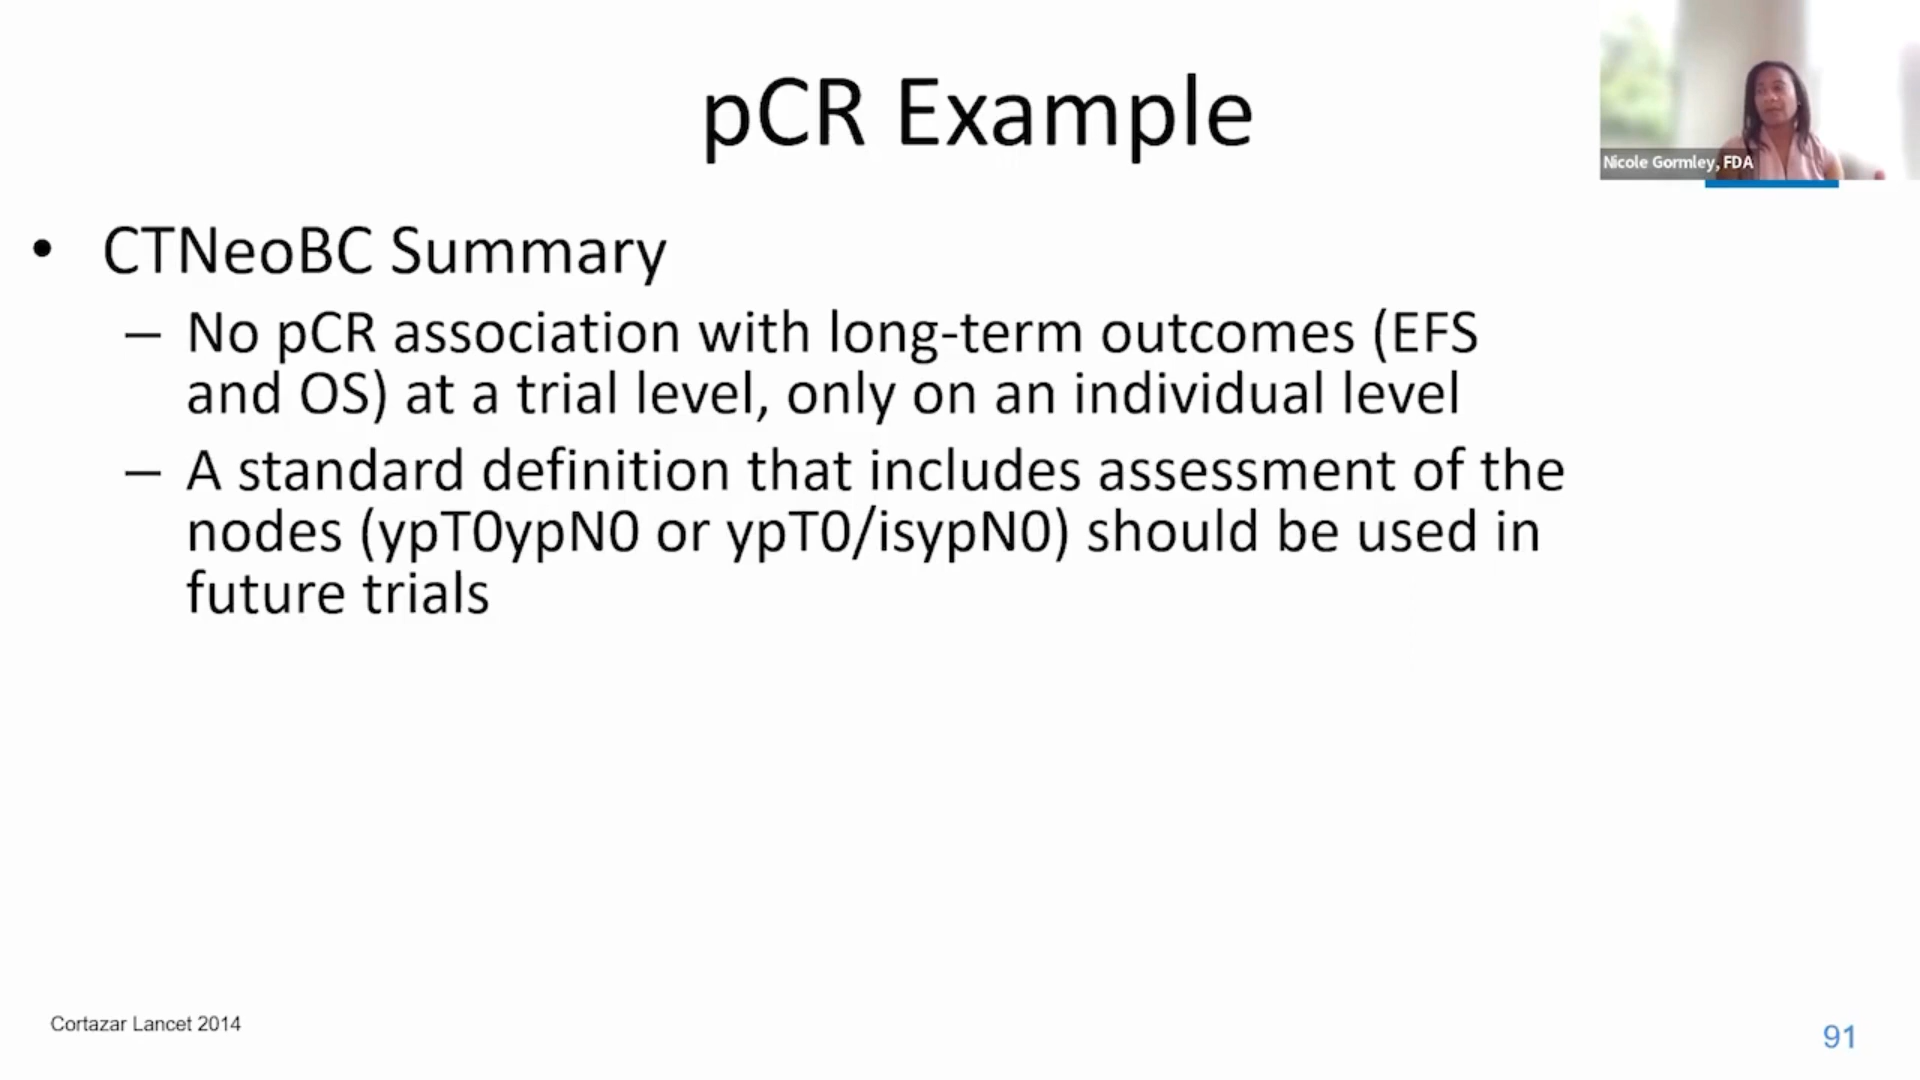 pCR Example
Nicole Gormley, FDA
• CTNeoBC Summary
– No pCR association with long-term outcomes (EFS
and OS) at a trial level, only on an individual level
– A standard definition that includes assessment of the
nodes (ypT0ypN0 or ypT0/isypN0) should be used in
future trials
Cortazar Lancet 2014
91